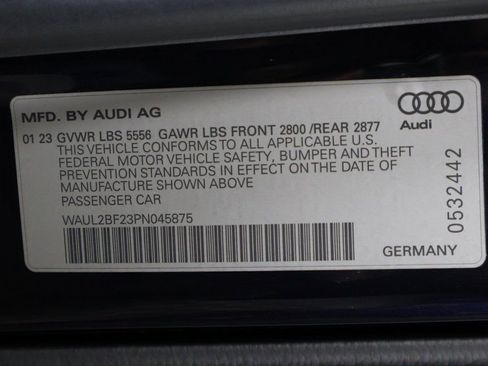 MFD. BY AUDI AG
01 23 GVWR LBS 5556 GAWR LBS FRONT 2800 /REAR 2877
THIS VEHICLE CONFORMS TO ALL APPLICABLE U.S.
FEDERAL MOTOR VEHICLE SAFETY, BUMPER AND THEFT
PREVENTION STANDARDS IN EFFECT ON THE DATE OF
MANUFACTURE SHOWN ABOVE
PASSENGER CAR
WAUL2BF23PN045875
Audi
0532442
GERMANY